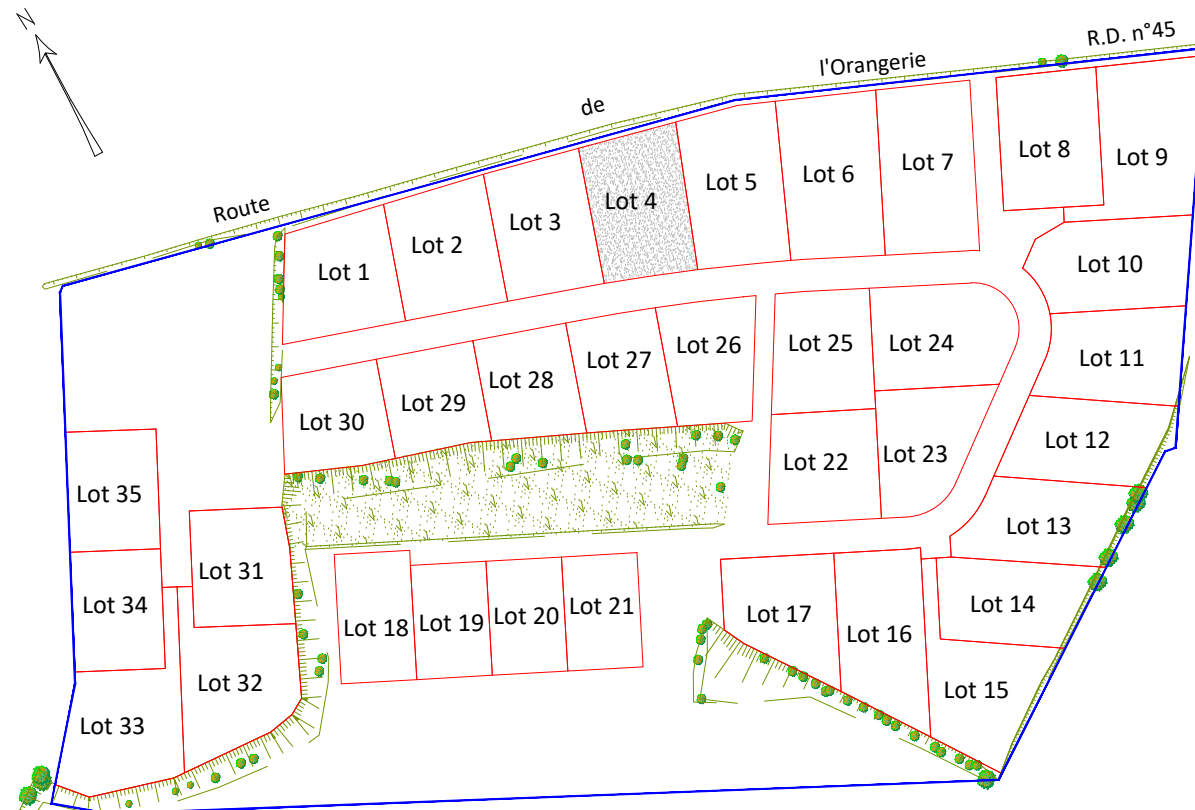 N
R.D. n°45
l'Orangerie
de
Route
Lot 1
Lot 2
Lot 3
Lot 4
Lot 5
Lot 6
Lot 7
Lot 8
Lot 9
Lot 10
Lot 11
Lot 12
Lot 13
Lot 14
Lot 15
Lot 16
Lot 17
Lot 18
Lot 19
Lot 20
Lot 21
Lot 22
Lot 23
Lot 24
Lot 25
Lot 26
Lot 27
Lot 28
Lot 29
Lot 30
Lot 31
Lot 32
Lot 33
Lot 34
Lot 35